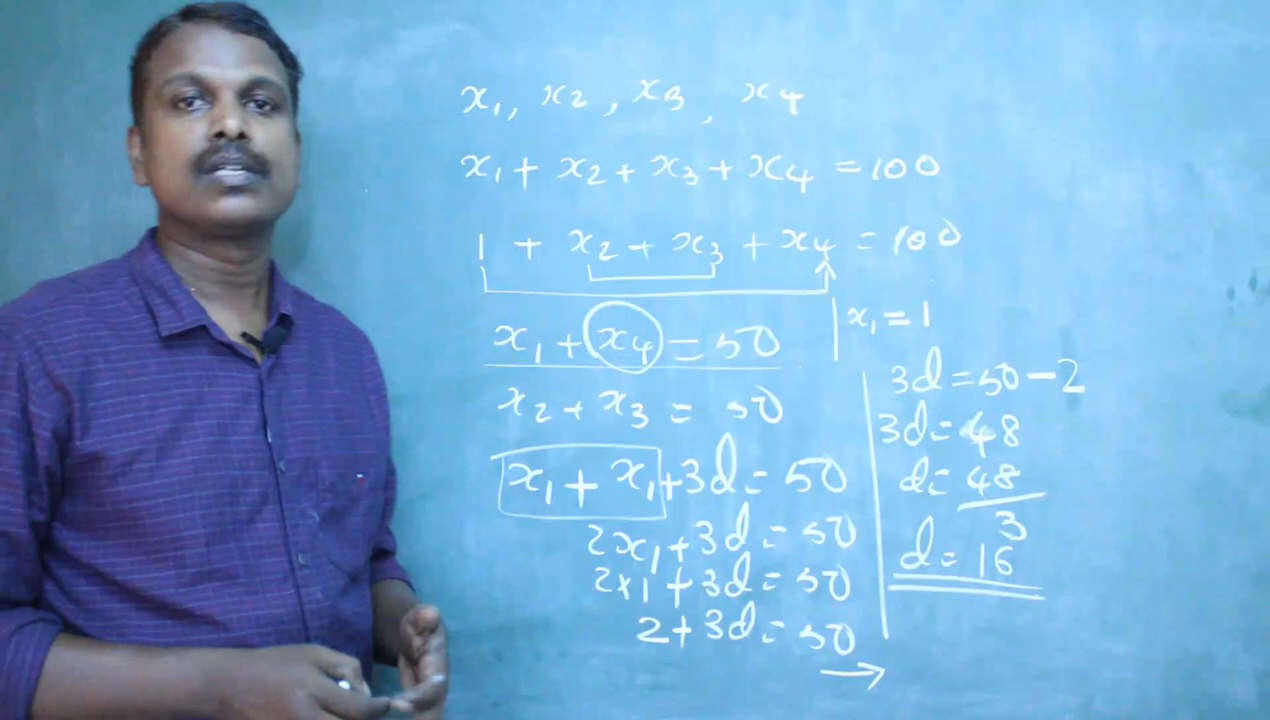 x₁, x₂, x₃, x₄
x₁ + x₂ + x₃ + x₄ = 100
1 + x₂ + x₃ + x₄ = 100
x₁ + x₄ = 50
x₂ + x₃ = 50
x₁ + x₁ + 3d = 50
2x₁ + 3d = 50
2×1 + 3d = 50
2 + 3d = 50 →
x₁ = 1
3d = 50 - 2
3d = 48
d = 48
3
d = 16